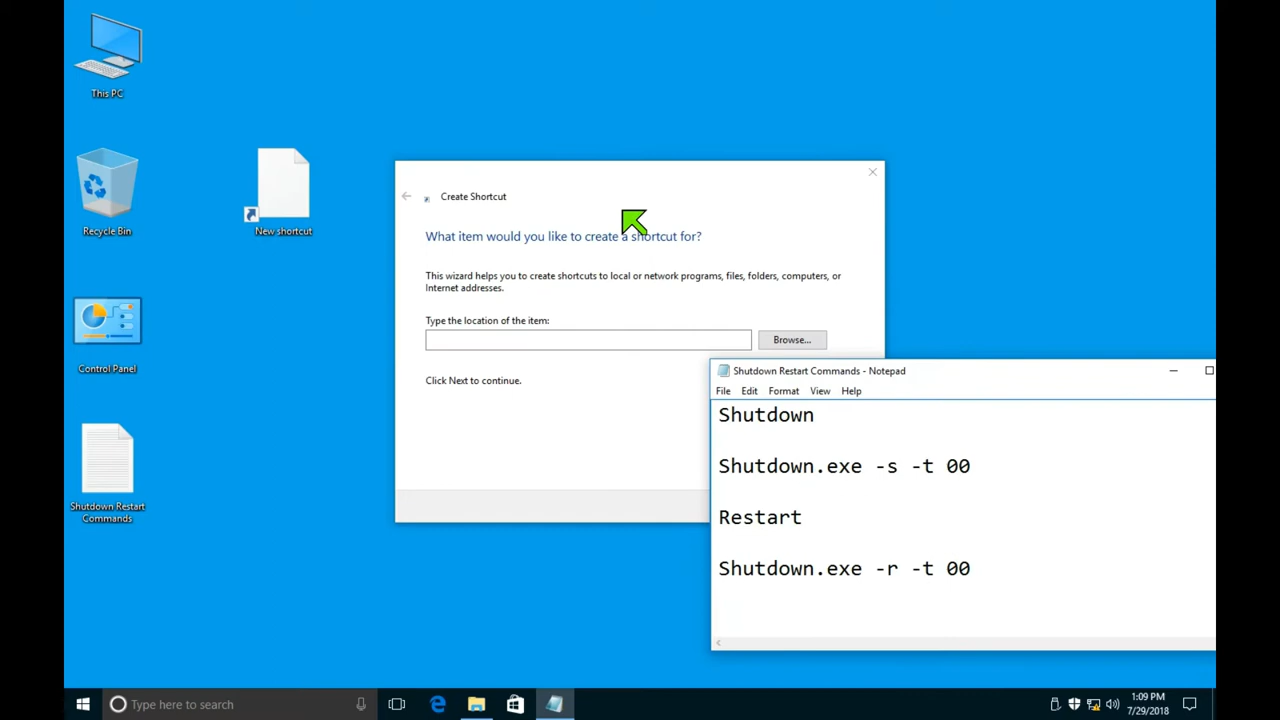 This PC
Recycle Bin
New shortcut
Control Panel
Shutdown Restart
Commands
Create Shortcut
What item would you like to create a shortcut for?
This wizard helps you to create shortcuts to local or network programs, files, folders, computers, or
Internet addresses.
Type the location of the item:
Browse...
Click Next to continue.
Shutdown Restart Commands - Notepad
File Edit Format View Help
Shutdown
Shutdown.exe -s -t 00
Restart
Shutdown.exe -r -t 00
Type here to search
1:09 PM
7/29/2018